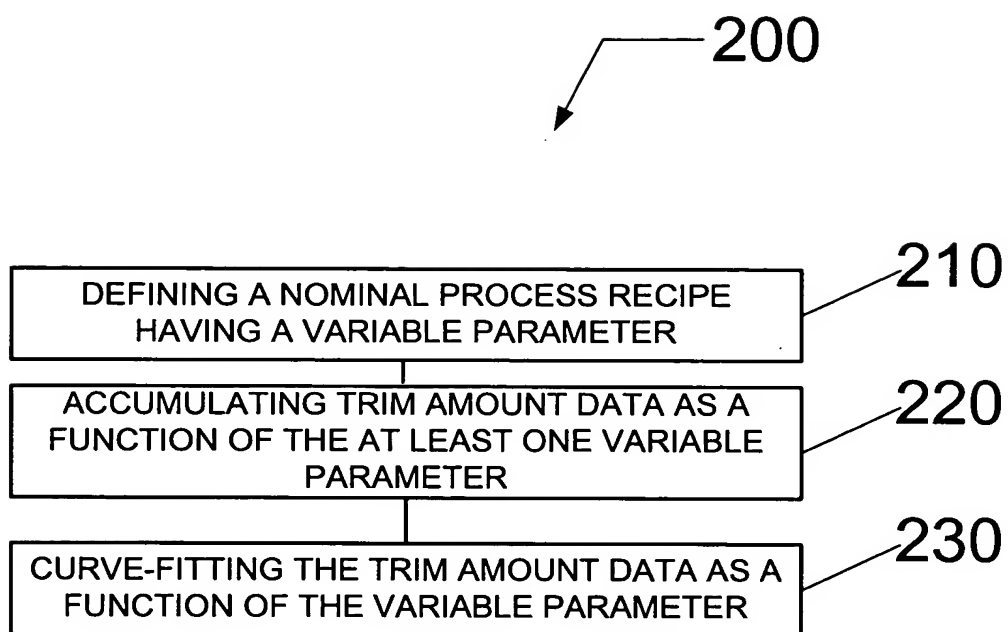 200
210
DEFINING A NOMINAL PROCESS RECIPE
HAVING A VARIABLE PARAMETER
220
ACCUMULATING TRIM AMOUNT DATA AS A
FUNCTION OF THE AT LEAST ONE VARIABLE
PARAMETER
230
CURVE-FITTING THE TRIM AMOUNT DATA AS A
FUNCTION OF THE VARIABLE PARAMETER